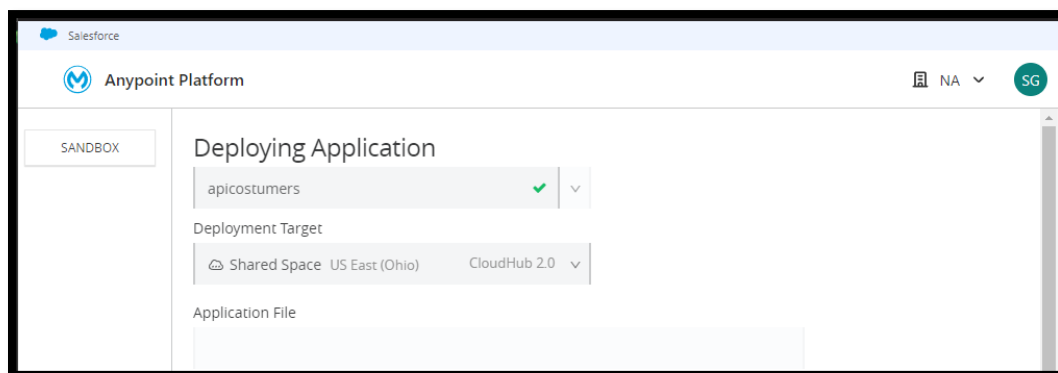 Salesforce
Anypoint Platform NA SG
SANDBOX
Deploying Application
apicostumers
Deployment Target
Shared Space US East (Ohio) CloudHub 2.0
Application File